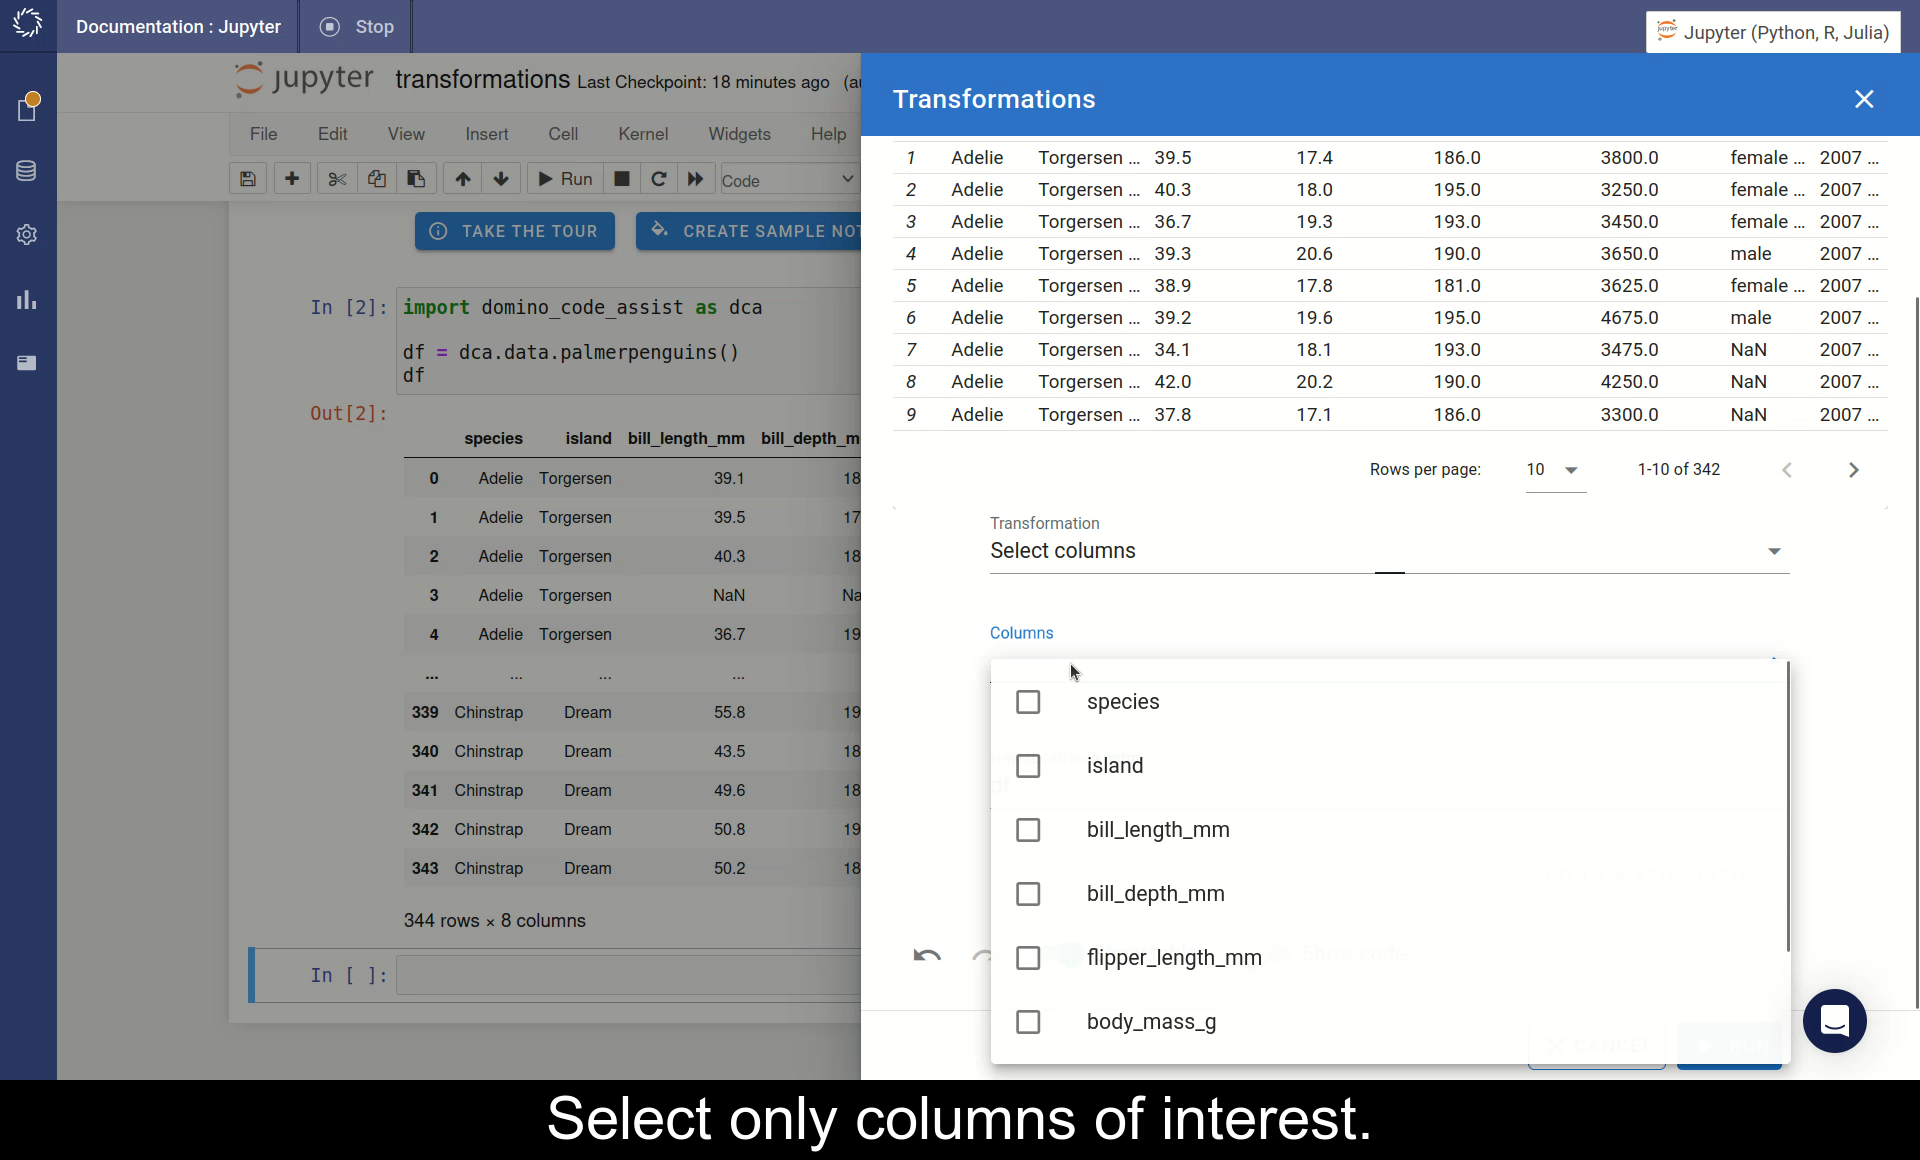 Documentation : Jupyter
Stop
Jupyter (Python, R, Julia)
jupyter transformations Last Checkpoint: 18 minutes ago (au
File Edit View Insert Cell Kernel Widgets Help
Run Code
TAKE THE TOUR
CREATE SAMPLE NOT
In [2]: import domino_code_assist as dca
df = dca.data.palmerpenguins()
df
Out[2]:
species island bill_length_mm bill_depth_m
0 Adelie Torgersen 39.1 18
1 Adelie Torgersen 39.5 17
2 Adelie Torgersen 40.3 18
3 Adelie Torgersen NaN Na
4 Adelie Torgersen 36.7 19
... ... ... ...
339 Chinstrap Dream 55.8 19
340 Chinstrap Dream 43.5 18
341 Chinstrap Dream 49.6 18
342 Chinstrap Dream 50.8 19
343 Chinstrap Dream 50.2 18
344 rows × 8 columns
In [ ]:
Transformations
1 Adelie Torgersen ... 39.5 17.4 186.0 3800.0 female ... 2007 ...
2 Adelie Torgersen ... 40.3 18.0 195.0 3250.0 female ... 2007 ...
3 Adelie Torgersen ... 36.7 19.3 193.0 3450.0 female ... 2007 ...
4 Adelie Torgersen ... 39.3 20.6 190.0 3650.0 male 2007 ...
5 Adelie Torgersen ... 38.9 17.8 181.0 3625.0 female ... 2007 ...
6 Adelie Torgersen ... 39.2 19.6 195.0 4675.0 male 2007 ...
7 Adelie Torgersen ... 34.1 18.1 193.0 3475.0 NaN 2007 ...
8 Adelie Torgersen ... 42.0 20.2 190.0 4250.0 NaN 2007 ...
9 Adelie Torgersen ... 37.8 17.1 186.0 3300.0 NaN 2007 ...
Rows per page: 10 1-10 of 342
Transformation
Select columns
Columns
species
island
df
bill_length_mm
bill_depth_mm
flipper_length_mm
Show code
body_mass_g
CANCEL RUN
Select only columns of interest.